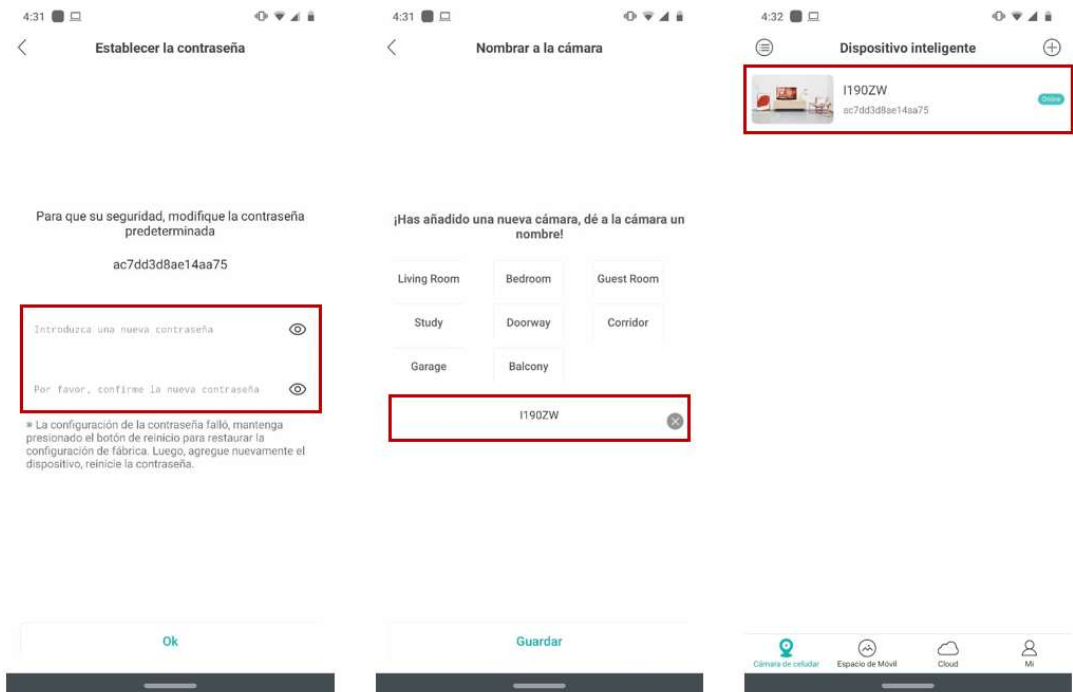 4:31
Establecer la contraseña
Para que su seguridad, modifique la contraseña
predeterminada
ac7dd3d8ae14aa75
Introduzca una nueva contraseña
Por favor, confirme la nueva contraseña
* La configuración de la contraseña falló, mantenga
presionado el botón de reinicio para restaurar la
configuración de fábrica. Luego, agregue nuevamente el
dispositivo, reinicie la contraseña.
Ok
4:31
Nombrar a la cámara
¡Has añadido una nueva cámara, dé a la cámara un
nombre!
Living Room Bedroom Guest Room
Study Doorway Corridor
Garage Balcony
I190ZW
Guardar
4:32
Dispositivo inteligente
I190ZW
ac7dd3d8ae14aa75
Online
Cámara de celudar Espacio de Móvil Cloud Mi